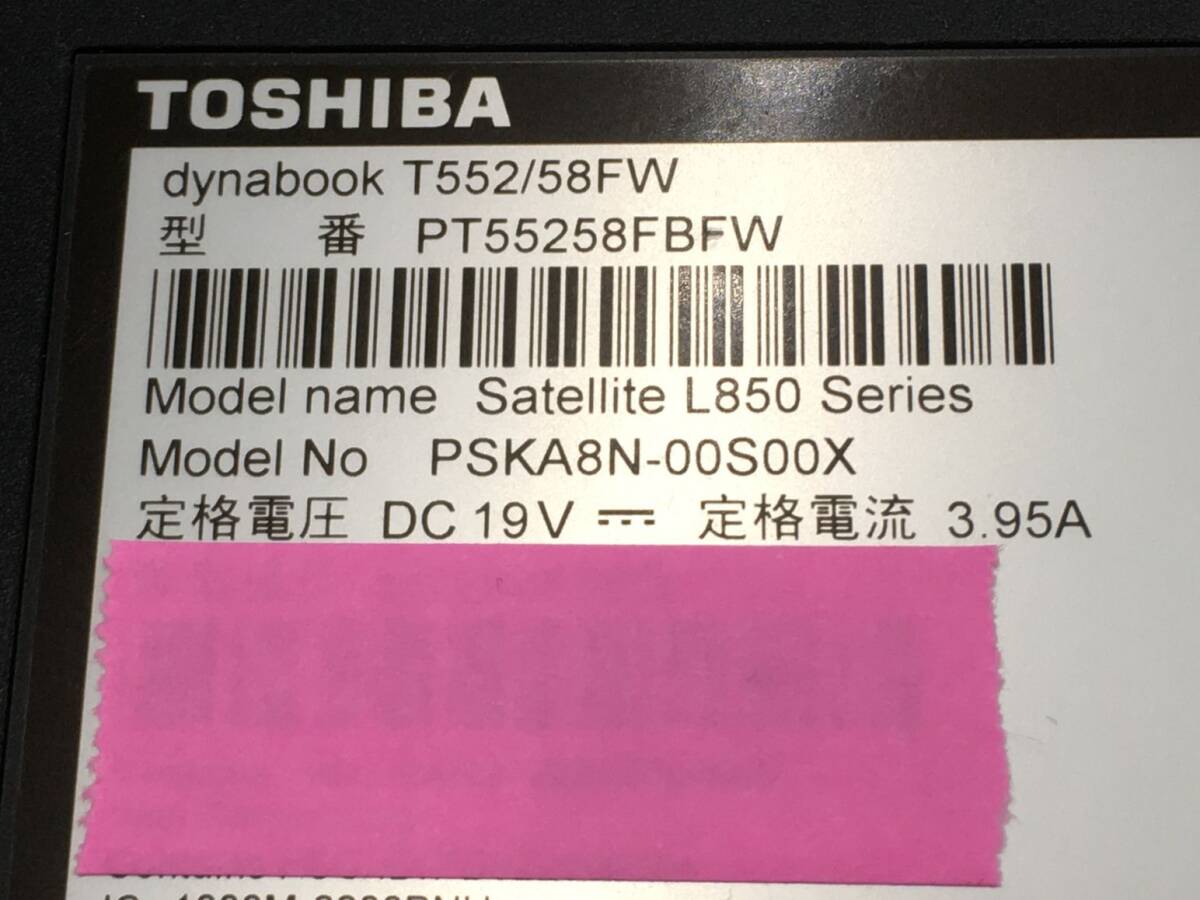 TOSHIBA
dynabook T552/58FW
型 番 PT55258FBFW
Model name Satellite L850 Series
Model No PSKA8N-00S00X
定格電圧 DC 19V ⎓ 定格電流 3.95A